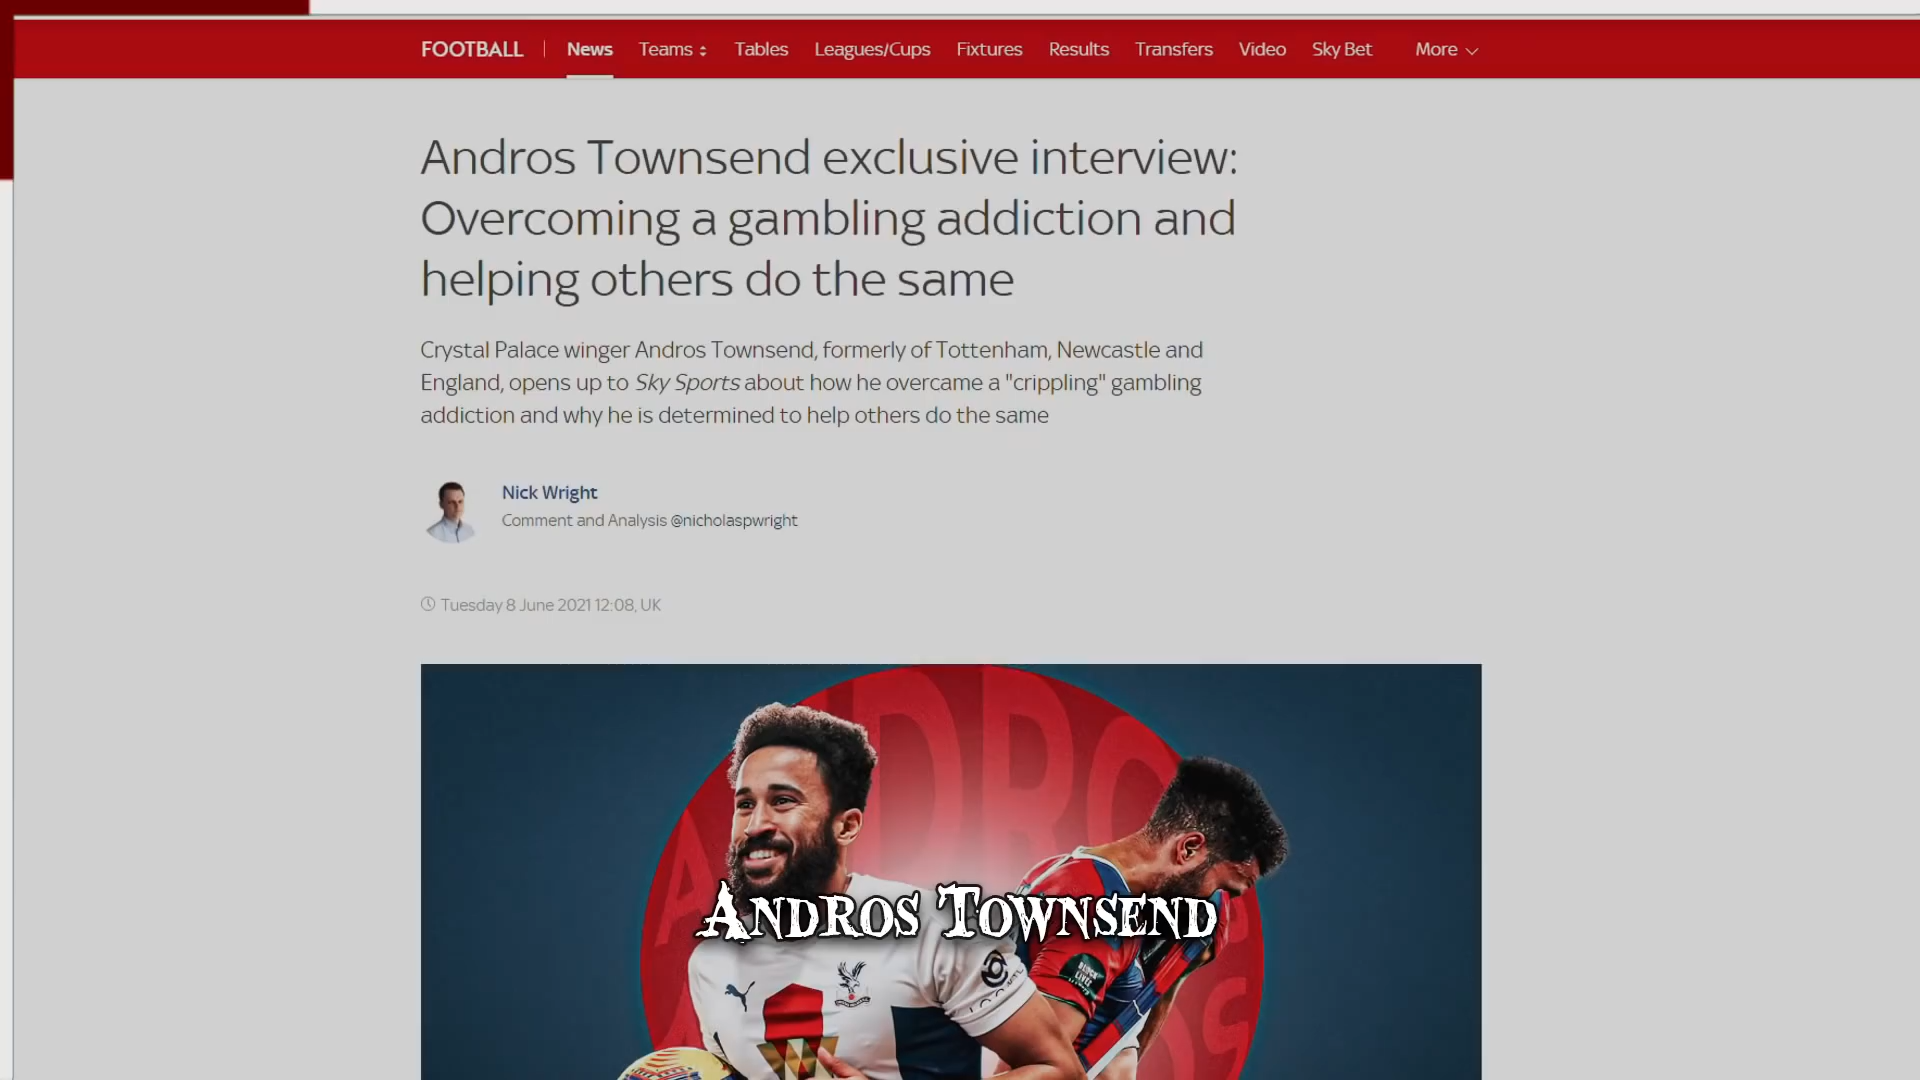 FOOTBALL News Teams Tables Leagues/Cups Fixtures Results Transfers Video Sky Bet More
Andros Townsend exclusive interview:
Overcoming a gambling addiction and
helping others do the same
Crystal Palace winger Andros Townsend, formerly of Tottenham, Newcastle and
England, opens up to Sky Sports about how he overcame a "crippling" gambling
addiction and why he is determined to help others do the same
Nick Wright
Comment and Analysis @nicholaspwright
Tuesday 8 June 2021 12:08, UK
ANDROS
Andros Townsend